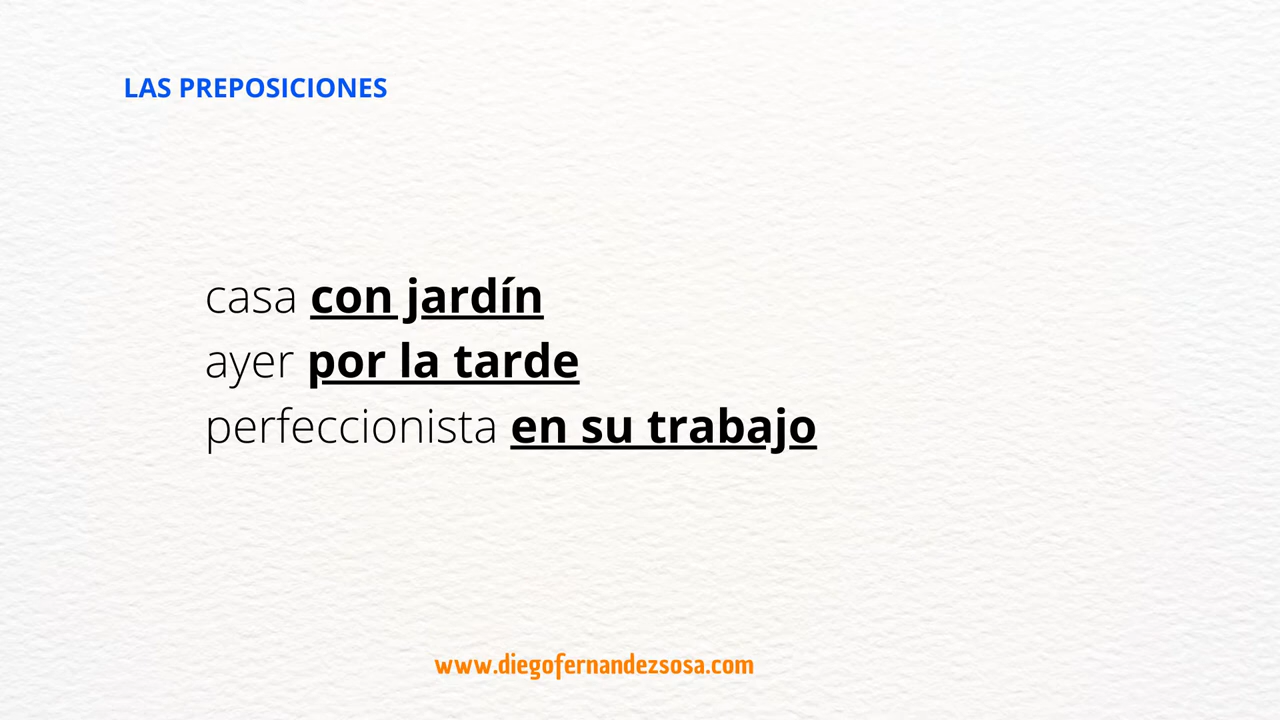 LAS PREPOSICIONES
casa con jardín
ayer por la tarde
perfeccionista en su trabajo
www.diegofernandezsosa.com